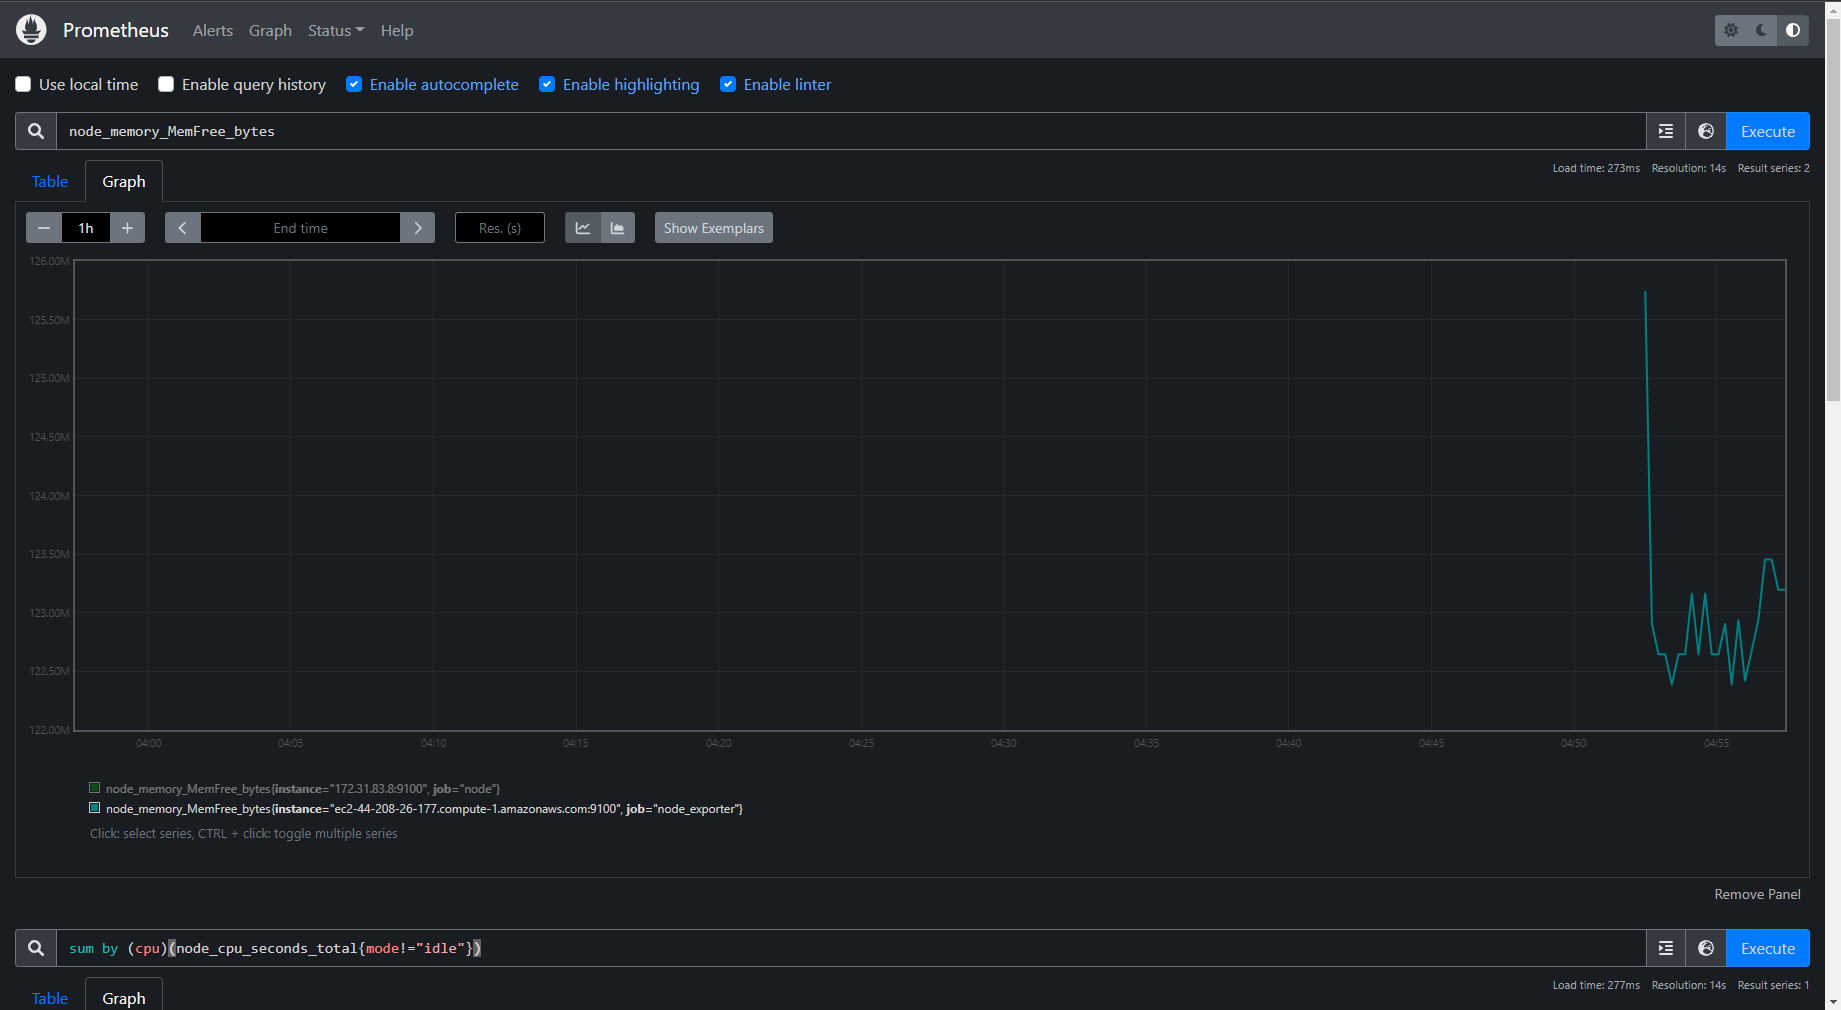 Prometheus Alerts Graph Status Help
Use local time Enable query history Enable autocomplete Enable highlighting Enable linter
node_memory_MemFree_bytes Execute
Table Graph Load time: 273ms Resolution: 14s Result series: 2
1h End time Res. (s) Show Exemplars
126.00M
125.50M
125.00M
124.50M
124.00M
123.50M
123.00M
122.50M
122.00M
04:00 04:05 04:10 04:15 04:20 04:25 04:30 04:35 04:40 04:45 04:50 04:55
node_memory_MemFree_bytes{instance="172.31.83.8:9100", job="node"}
node_memory_MemFree_bytes{instance="ec2-44-208-26-177.compute-1.amazonaws.com:9100", job="node_exporter"}
Click: select series, CTRL + click: toggle multiple series
Remove Panel
sum by (cpu)(node_cpu_seconds_total{mode!="idle"}) Execute
Table Graph Load time: 277ms Resolution: 14s Result series: 1